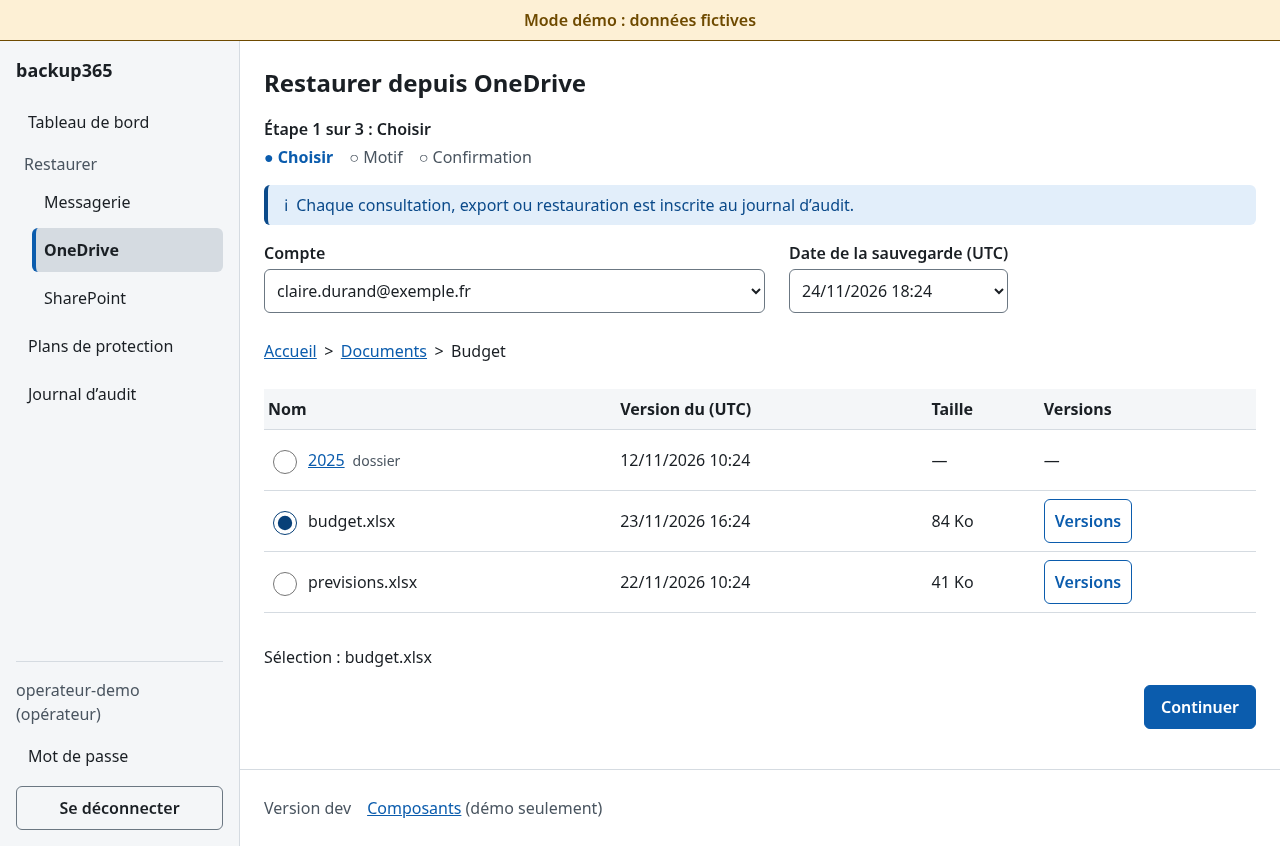 Mode démo : données fictives
backup365
Tableau de bord
Restaurer
Messagerie
OneDrive
SharePoint
Plans de protection
Journal d’audit
operateur-demo
(opérateur)
Mot de passe
Se déconnecter
Restaurer depuis OneDrive
Étape 1 sur 3 : Choisir
● Choisir ○ Motif ○ Confirmation
i Chaque consultation, export ou restauration est inscrite au journal d’audit.
Compte Date de la sauvegarde (UTC)
claire.durand@exemple.fr 24/11/2026 18:24
Accueil > Documents > Budget
Nom Version du (UTC) Taille Versions
2025 dossier 12/11/2026 10:24 — —
budget.xlsx 23/11/2026 16:24 84 Ko Versions
previsions.xlsx 22/11/2026 10:24 41 Ko Versions
Sélection : budget.xlsx
Continuer
Version dev Composants (démo seulement)